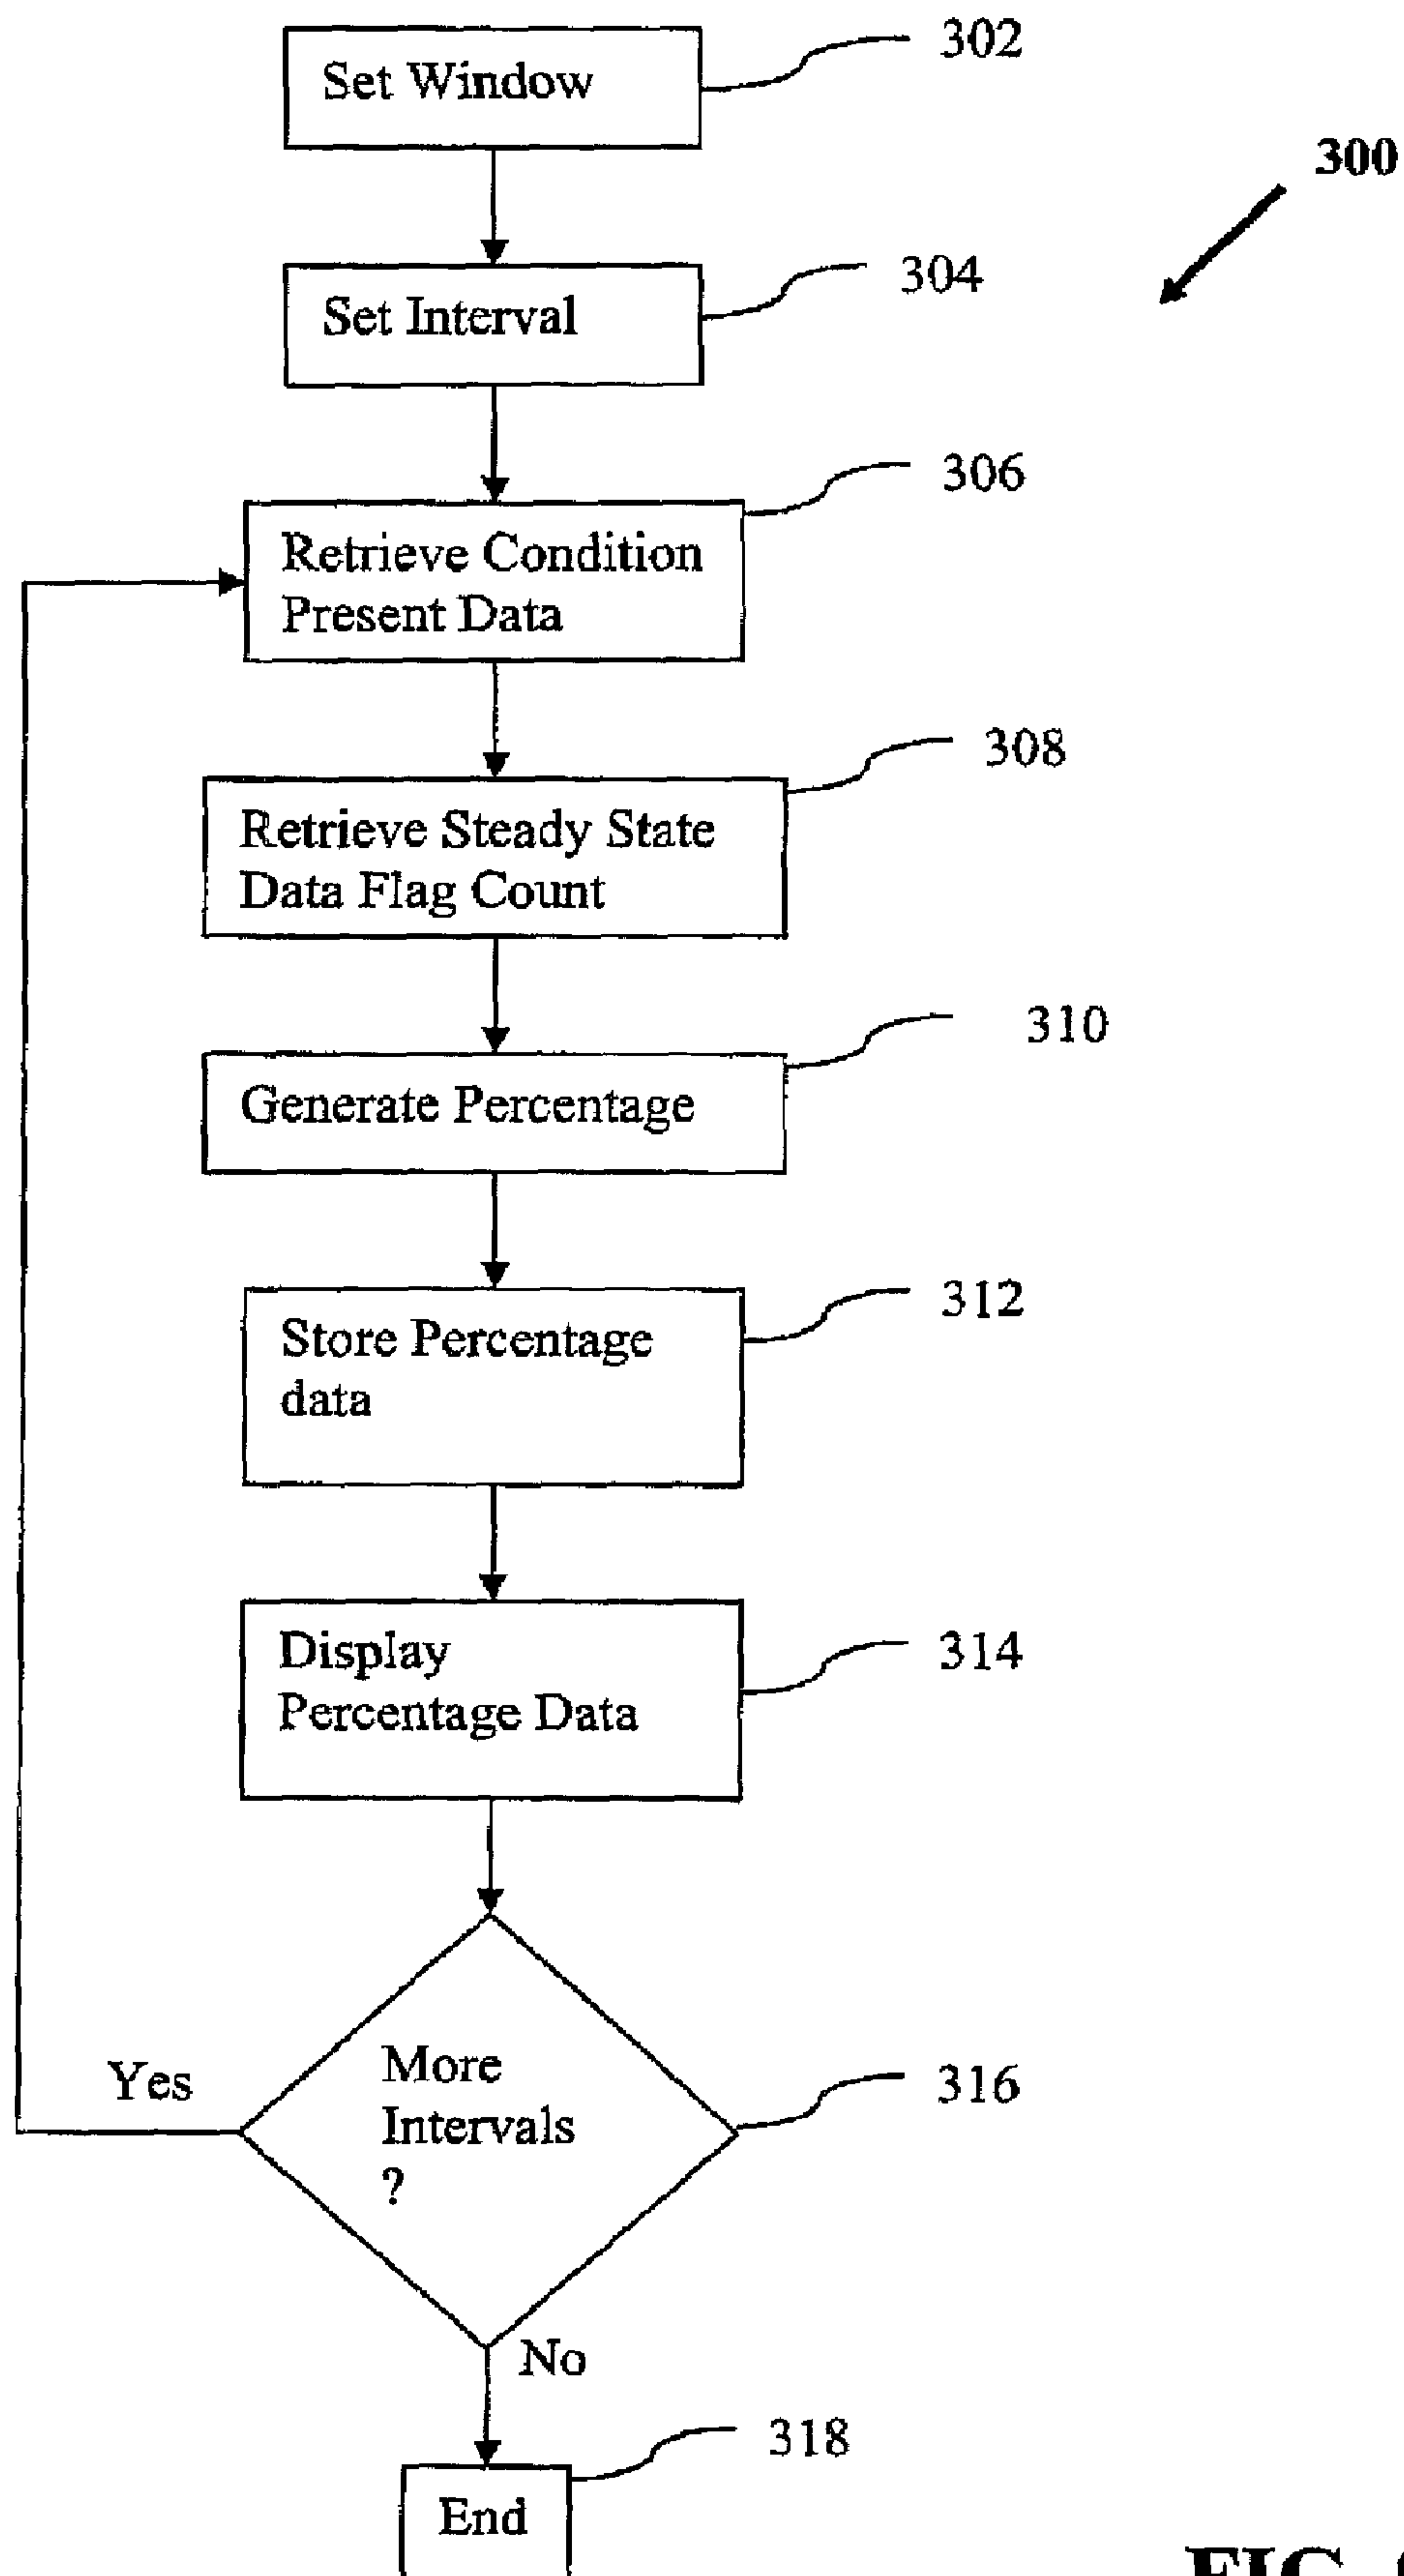 Set Window
302
300
Set Interval
304
306
Retrieve Condition
Present Data
308
Retrieve Steady State
Data Flag Count
310
Generate Percentage
312
Store Percentage
data
314
Display
Percentage Data
Yes
More
Intervals
?
316
No
318
End
FIG.